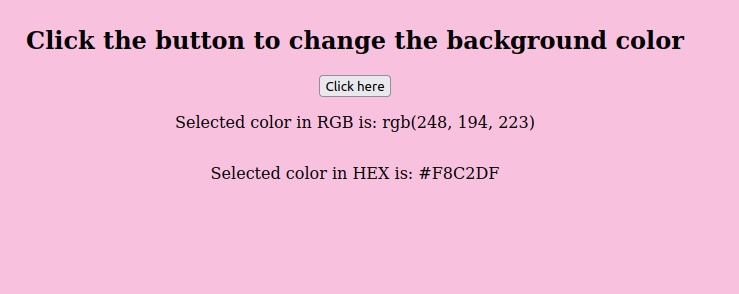 Click the button to change the background color
Click here
Selected color in RGB is: rgb(248, 194, 223)
Selected color in HEX is: #F8C2DF